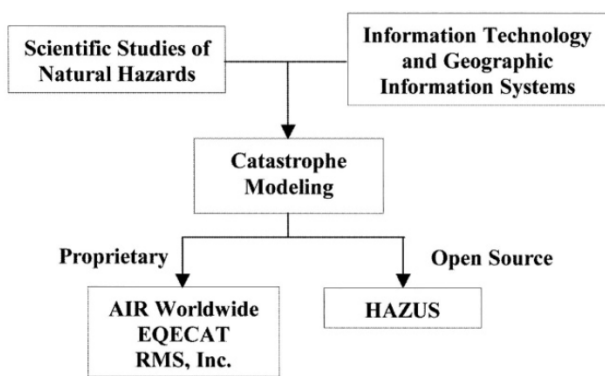 Scientific Studies of
Natural Hazards
Information Technology
and Geographic
Information Systems
Catastrophe
Modeling
Proprietary
Open Source
AIR Worldwide
EQECAT
RMS, Inc.
HAZUS